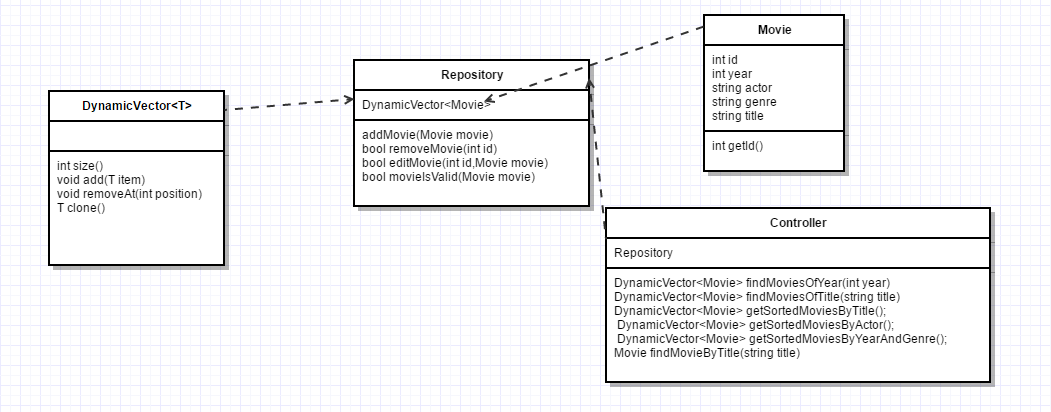 DynamicVector<T>
int size()
void add(T item)
void removeAt(int position)
T clone()
Repository
DynamicVector<Movie>
addMovie(Movie movie)
bool removeMovie(int id)
bool editMovie(int id,Movie movie)
bool movieIsValid(Movie movie)
Movie
int id
int year
string actor
string genre
string title
int getId()
Controller
Repository
DynamicVector<Movie> findMoviesOfYear(int year)
DynamicVector<Movie> findMoviesOfTitle(string title)
DynamicVector<Movie> getSortedMoviesByTitle();
DynamicVector<Movie> getSortedMoviesByActor();
DynamicVector<Movie> getSortedMoviesByYearAndGenre();
Movie findMovieByTitle(string title)